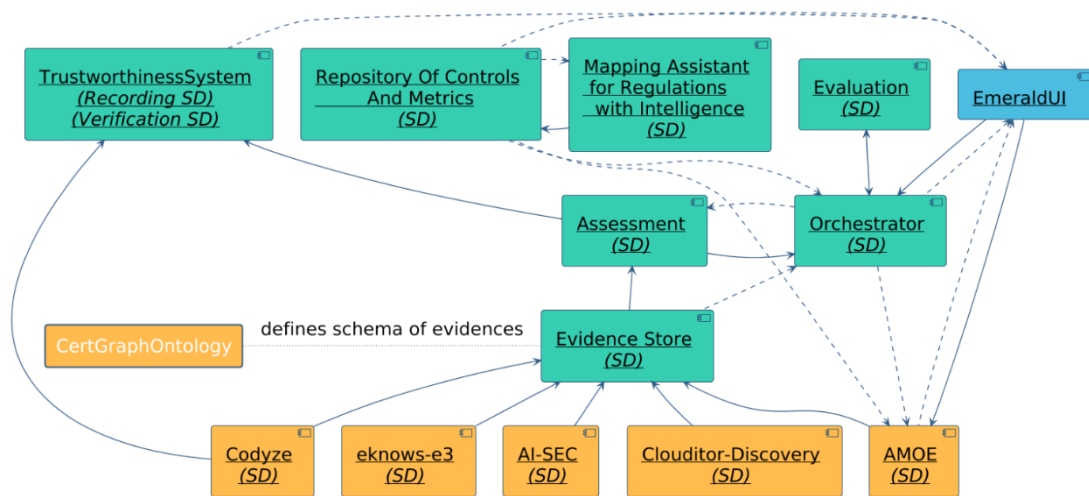 TrustworthinessSystem
(Recording SD)
(Verification SD)
Repository Of Controls
And Metrics
(SD)
Mapping Assistant
for Regulations
with Intelligence
(SD)
Evaluation
(SD)
EmeraldUI
Assessment
(SD)
Orchestrator
(SD)
CertGraphOntology
defines schema of evidences
Evidence Store
(SD)
Codyze
(SD)
eknows-e3
(SD)
AI-SEC
(SD)
Clouditor-Discovery
(SD)
AMOE
(SD)